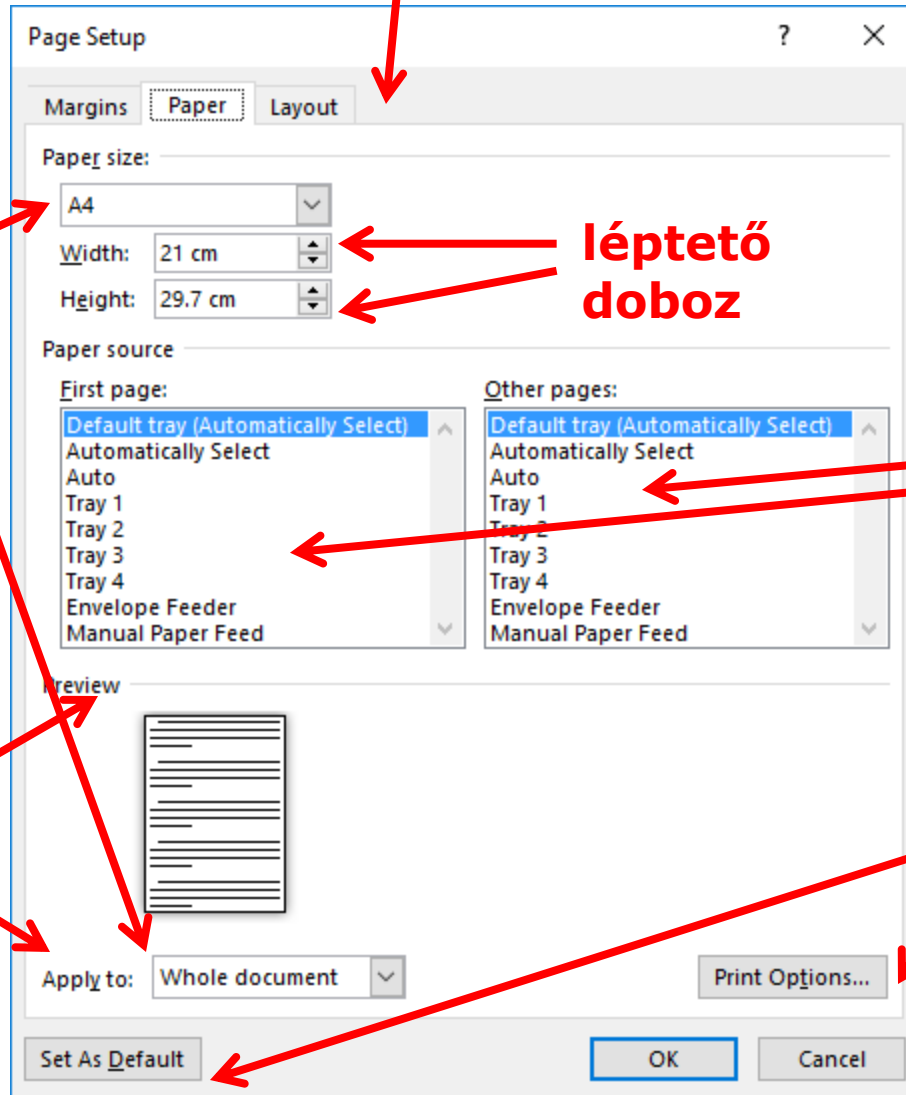 Page Setup ? ✕
Margins Paper Layout
Paper size:
A4
Width: 21 cm
Height: 29.7 cm
léptető
doboz
Paper source
First page: Other pages:
Default tray (Automatically Select) Default tray (Automatically Select)
Automatically Select Automatically Select
Auto Auto
Tray 1 Tray 1
Tray 2 Tray 2
Tray 3 Tray 3
Tray 4 Tray 4
Envelope Feeder Envelope Feeder
Manual Paper Feed Manual Paper Feed
Preview
Apply to: Whole document Print Options...
Set As Default OK Cancel